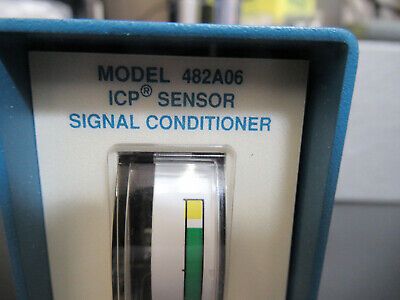 MODEL 482A06
ICP® SENSOR
SIGNAL CONDITIONER